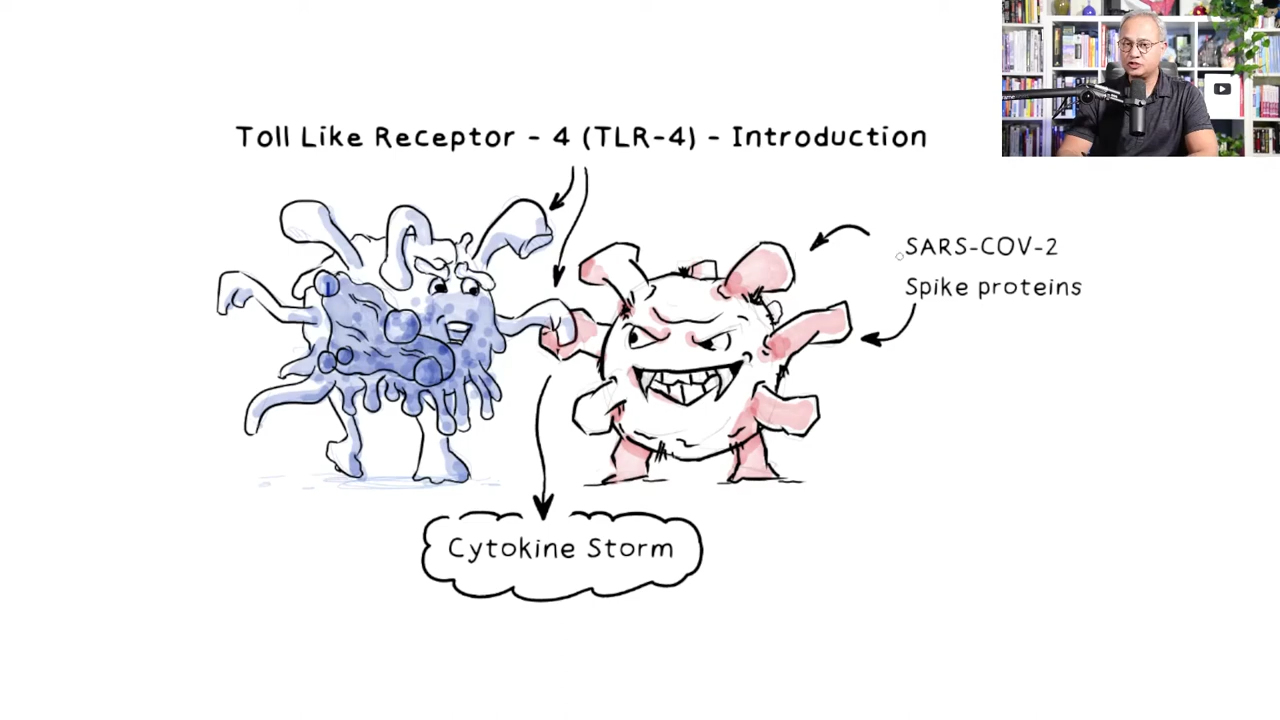 Toll Like Receptor - 4 (TLR-4) - Introduction
SARS-COV-2
Spike proteins
Cytokine Storm